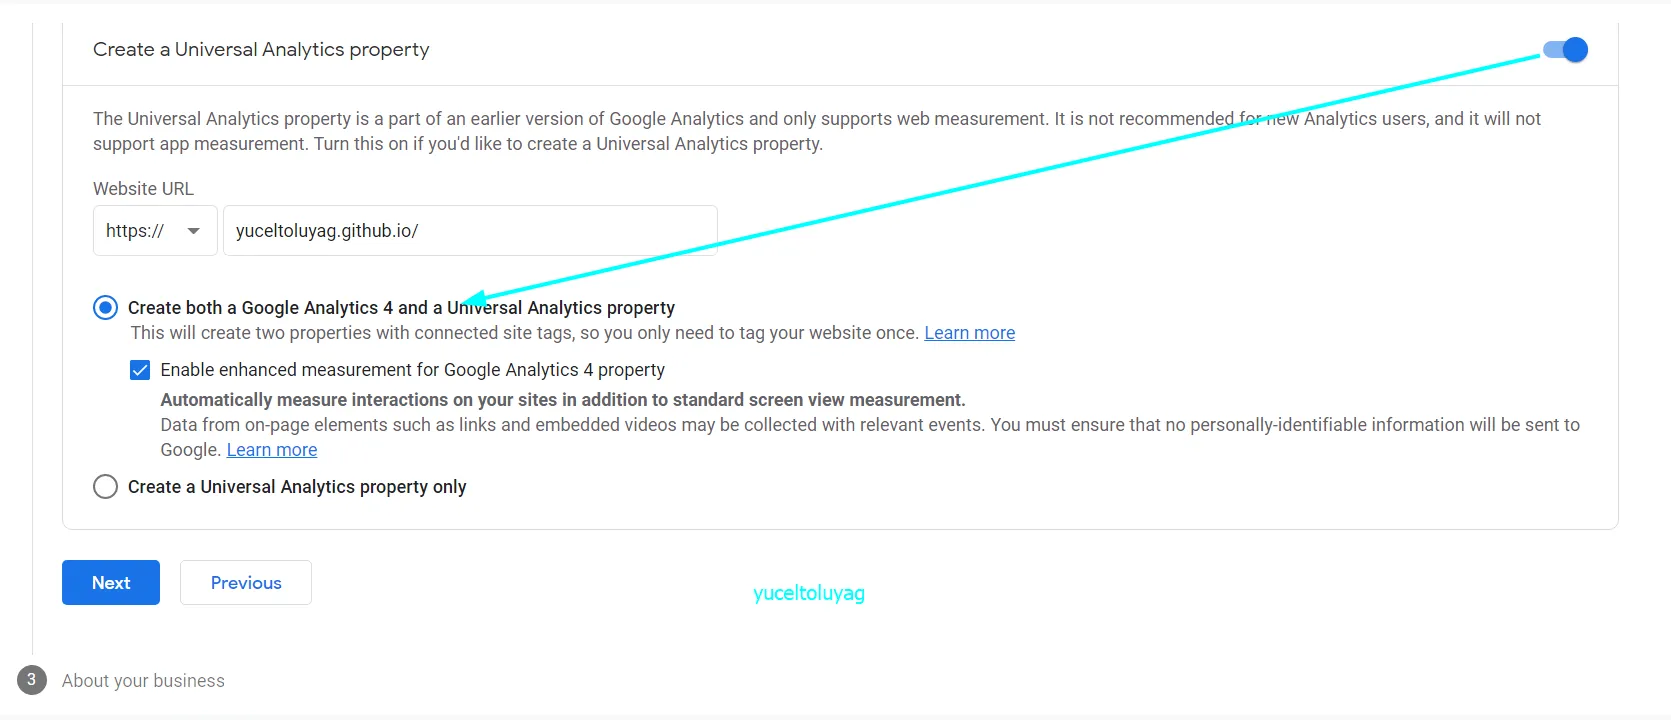 Create a Universal Analytics property
The Universal Analytics property is a part of an earlier version of Google Analytics and only supports web measurement. It is not recommended for new Analytics users, and it will not
support app measurement. Turn this on if you'd like to create a Universal Analytics property.
Website URL
https:// yuceltoluyag.github.io/
Create both a Google Analytics 4 and a Universal Analytics property
This will create two properties with connected site tags, so you only need to tag your website once. Learn more
Enable enhanced measurement for Google Analytics 4 property
Automatically measure interactions on your sites in addition to standard screen view measurement.
Data from on-page elements such as links and embedded videos may be collected with relevant events. You must ensure that no personally-identifiable information will be sent to
Google. Learn more
Create a Universal Analytics property only
Next Previous
yuceltoluyag
3 About your business